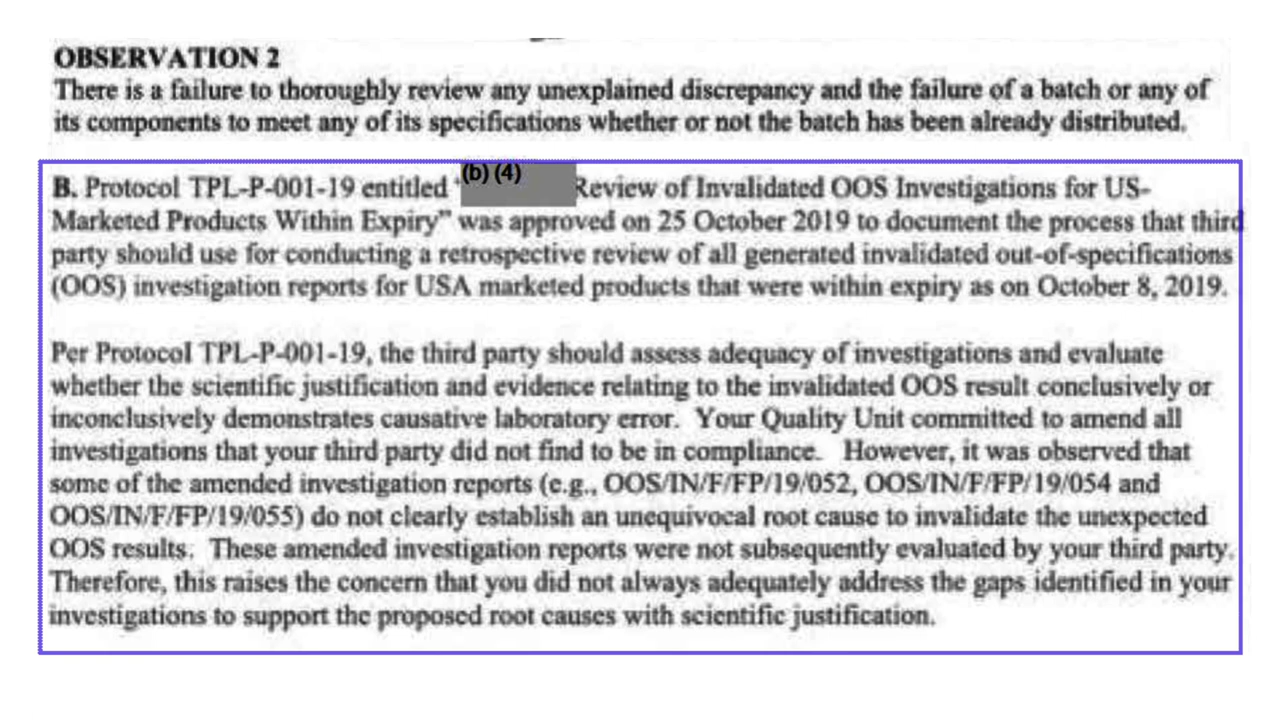 OBSERVATION 2
There is a failure to thoroughly review any unexplained discrepancy and the failure of a batch or any of
its components to meet any of its specifications whether or not the batch has been already distributed.
B. Protocol TPL-P-001-19 entitled "(b) (4) Review of Invalidated OOS Investigations for US-
Marketed Products Within Expiry" was approved on 25 October 2019 to document the process that third
party should use for conducting a retrospective review of all generated invalidated out-of-specifications
(OOS) investigation reports for USA marketed products that were within expiry as on October 8, 2019.
Per Protocol TPL-P-001-19, the third party should assess adequacy of investigations and evaluate
whether the scientific justification and evidence relating to the invalidated OOS result conclusively or
inconclusively demonstrates causative laboratory error. Your Quality Unit committed to amend all
investigations that your third party did not find to be in compliance. However, it was observed that
some of the amended investigation reports (e.g., OOS/IN/F/FP/19/052, OOS/IN/F/FP/19/054 and
OOS/IN/F/FP/19/055) do not clearly establish an unequivocal root cause to invalidate the unexpected
OOS results. These amended investigation reports were not subsequently evaluated by your third party.
Therefore, this raises the concern that you did not always adequately address the gaps identified in your
investigations to support the proposed root causes with scientific justification.